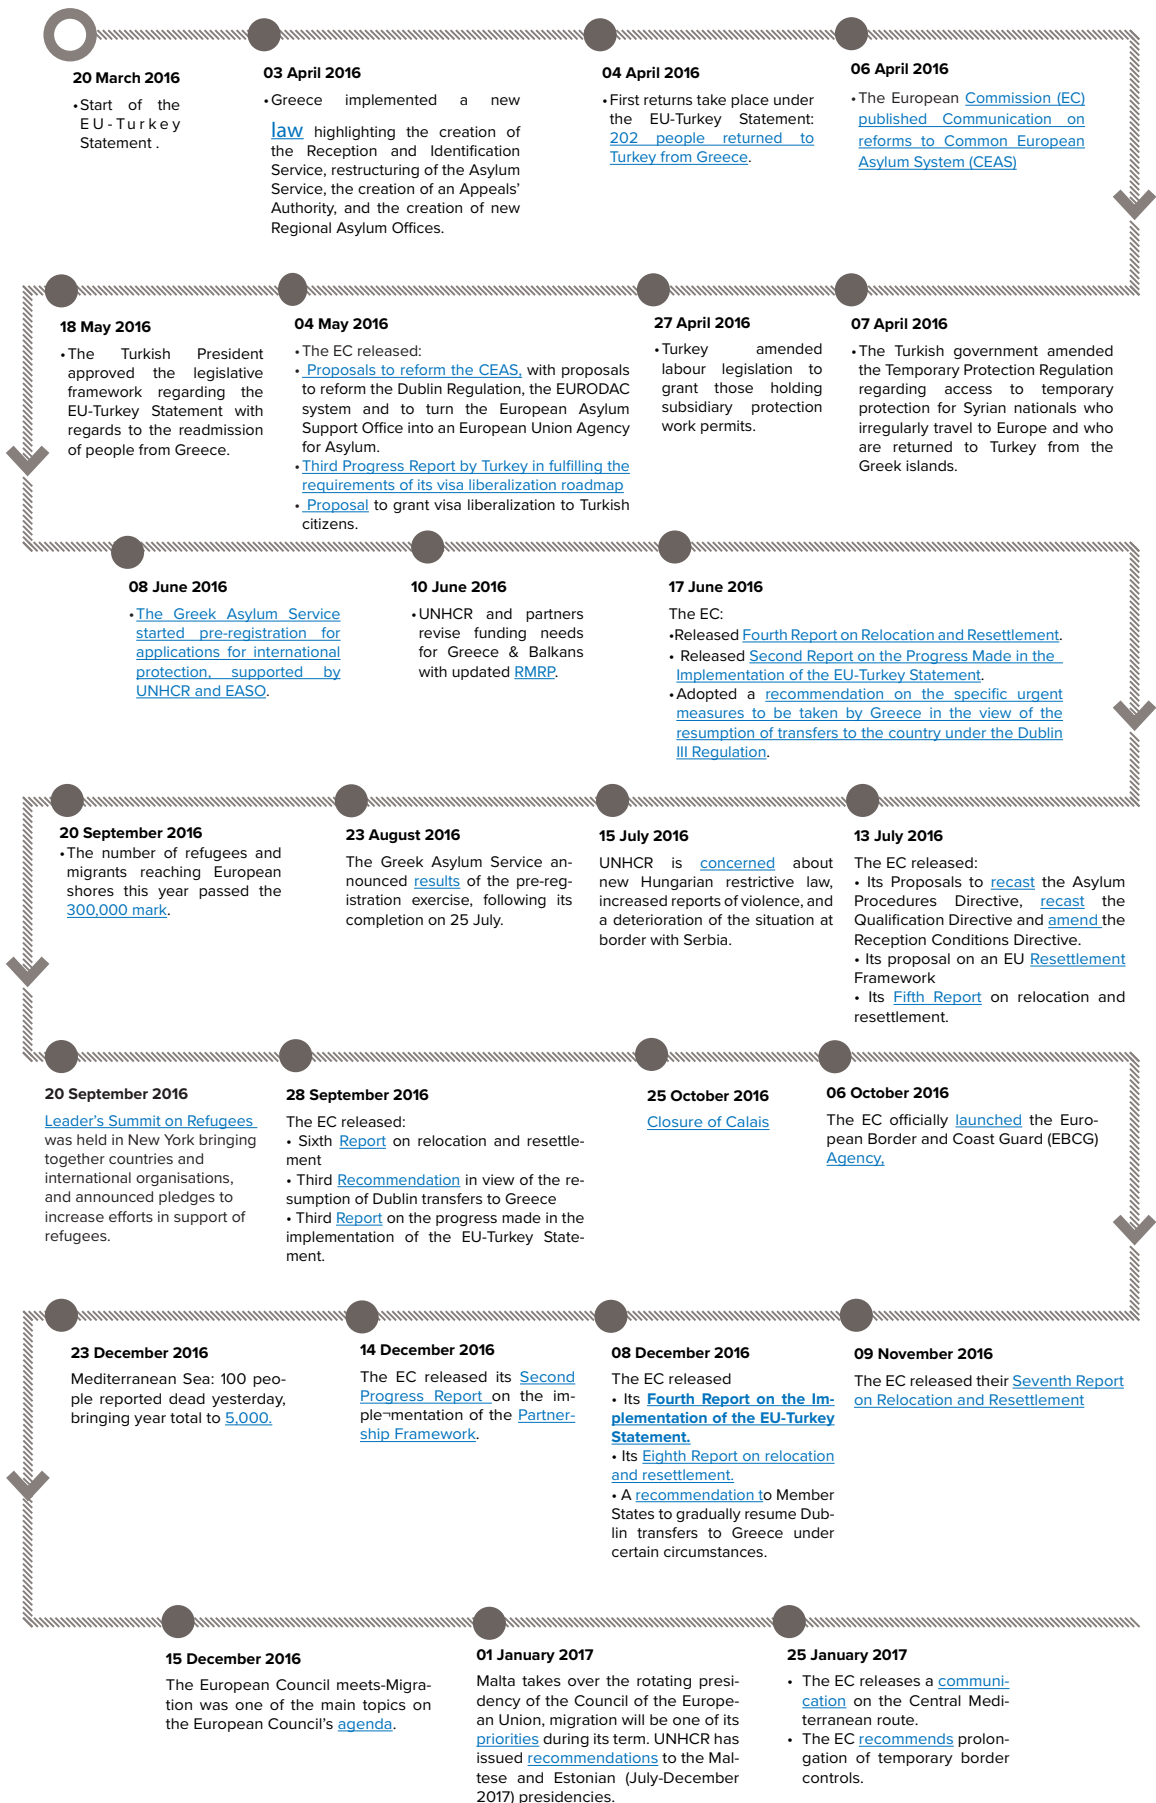 20 March 2016
•Start of the
EU-Turkey
Statement .
03 April 2016
•Greece implemented a new
law highlighting the creation of
the Reception and Identification
Service, restructuring of the Asylum
Service, the creation of an Appeals’
Authority, and the creation of new
Regional Asylum Offices.
04 April 2016
•First returns take place under
the EU-Turkey Statement:
202 people returned to
Turkey from Greece.
06 April 2016
•The European Commission (EC)
published Communication on
reforms to Common European
Asylum System (CEAS)
18 May 2016
•The Turkish President
approved the legislative
framework regarding the
EU-Turkey Statement with
regards to the readmission
of people from Greece.
04 May 2016
•The EC released:
• Proposals to reform the CEAS, with proposals
to reform the Dublin Regulation, the EURODAC
system and to turn the European Asylum
Support Office into an European Union Agency
for Asylum.
•Third Progress Report by Turkey in fulfilling the
requirements of its visa liberalization roadmap
• Proposal to grant visa liberalization to Turkish
citizens.
27 April 2016
•Turkey amended
labour legislation to
grant those holding
subsidiary protection
work permits.
07 April 2016
•The Turkish government amended
the Temporary Protection Regulation
regarding access to temporary
protection for Syrian nationals who
irregularly travel to Europe and who
are returned to Turkey from the
Greek islands.
08 June 2016
•The Greek Asylum Service
started pre-registration for
applications for international
protection, supported by
UNHCR and EASO.
10 June 2016
•UNHCR and partners
revise funding needs
for Greece & Balkans
with updated RMRP.
17 June 2016
The EC:
•Released Fourth Report on Relocation and Resettlement.
• Released Second Report on the Progress Made in the
Implementation of the EU-Turkey Statement.
•Adopted a recommendation on the specific urgent
measures to be taken by Greece in the view of the
resumption of transfers to the country under the Dublin
III Regulation.
20 September 2016
•The number of refugees and
migrants reaching European
shores this year passed the
300,000 mark.
23 August 2016
The Greek Asylum Service an-
nounced results of the pre-reg-
istration exercise, following its
completion on 25 July.
15 July 2016
UNHCR is concerned about
new Hungarian restrictive law,
increased reports of violence, and
a deterioration of the situation at
border with Serbia.
13 July 2016
The EC released:
• Its Proposals to recast the Asylum
Procedures Directive, recast the
Qualification Directive and amend the
Reception Conditions Directive.
• Its proposal on an EU Resettlement
Framework
• Its Fifth Report on relocation and
resettlement.
20 September 2016
Leader’s Summit on Refugees
was held in New York bringing
together countries and
international organisations,
and announced pledges to
increase efforts in support of
refugees.
28 September 2016
The EC released:
• Sixth Report on relocation and resettle-
ment
• Third Recommendation in view of the re-
sumption of Dublin transfers to Greece
• Third Report on the progress made in the
implementation of the EU-Turkey State-
ment.
25 October 2016
Closure of Calais
06 October 2016
The EC officially launched the Euro-
pean Border and Coast Guard (EBCG)
Agency,
23 December 2016
Mediterranean Sea: 100 peo-
ple reported dead yesterday,
bringing year total to 5,000.
14 December 2016
The EC released its Second
Progress Report on the im-
ple¬mentation of the Partner-
ship Framework.
08 December 2016
The EC released
• Its Fourth Report on the Im-
plementation of the EU-Turkey
Statement.
• Its Eighth Report on relocation
and resettlement.
• A recommendation to Member
States to gradually resume Dub-
lin transfers to Greece under
certain circumstances.
09 November 2016
The EC released their Seventh Report
on Relocation and Resettlement
15 December 2016
The European Council meets-Migra-
tion was one of the main topics on
the European Council’s agenda.
01 January 2017
Malta takes over the rotating presi-
dency of the Council of the Europe-
an Union, migration will be one of its
priorities during its term. UNHCR has
issued recommendations to the Mal-
tese and Estonian (July-December
2017) presidencies.
25 January 2017
• The EC releases a communi-
cation on the Central Medi-
terranean route.
• The EC recommends prolon-
gation of temporary border
controls.